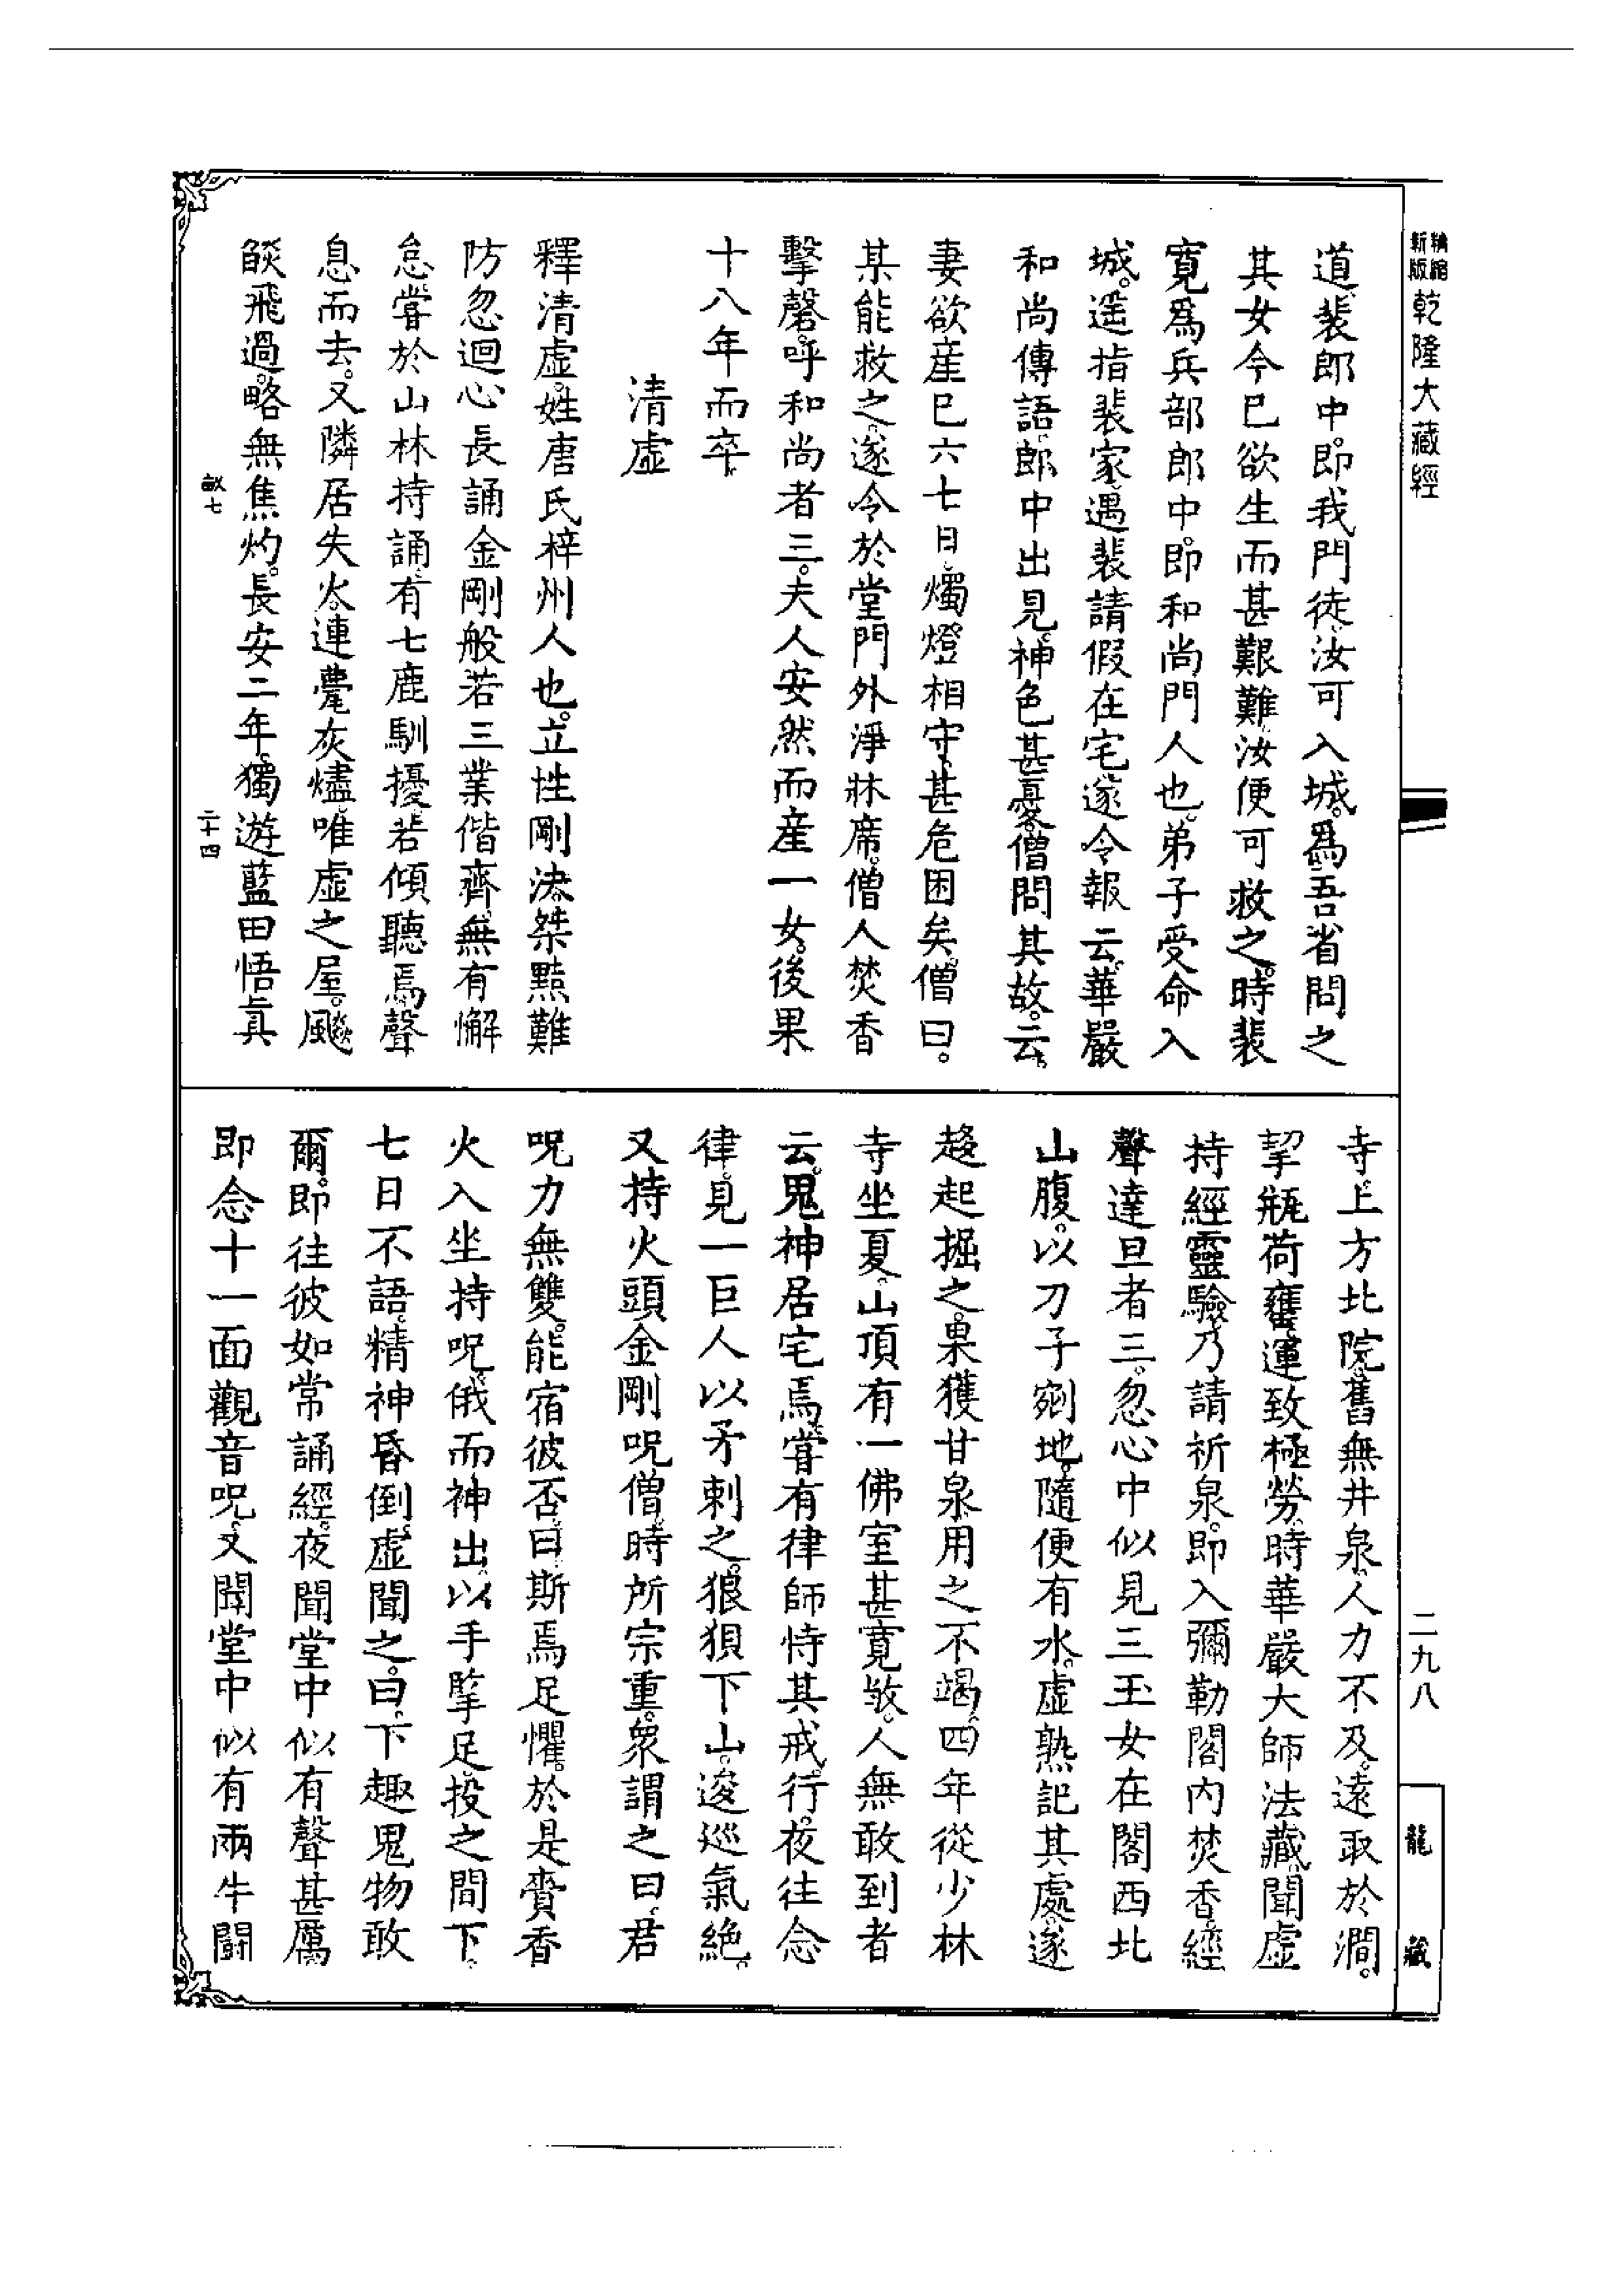 精縮新版乾隆大藏經
道。裴郎中。即我門徒。汝可入城。爲吾省問之
其女今已欲生而甚艱難。汝便可救之。時裴
寬爲兵部郎中。即和尚門人也。弟子受命入
城。遥指裴家。遇裴請假在宅。遂令報云。華嚴
和尚傳語。郎中出見。神色甚憂。僧問其故。云。
妻欲産已六七日。燭燈相守。甚危困矣。僧曰。
某能救之。遂令於堂門外淨牀席。僧人焚香
擊磬。呼和尚者三。夫人安然而産一女。後果
十八年而卒。
清虛
釋清虛。姓唐氏梓州人也。立性剛決。桀黠難
防。忽迴心長誦金剛般若三業偕齊。無有懈
怠。嘗於山林持誦。有七鹿馴擾。若傾聽焉。聲
息而去。又隣居失火。連甍灰燼。唯虛之屋。飈
燄飛過。略無焦灼。長安二年。獨遊藍田悟眞
畝七
二十四
寺。上方北院。舊無井泉。人力不及。遠取於澗。
挈瓶荷甕。運致極勞。時華嚴大師法藏。聞虛
持經靈驗。乃請祈泉。即入彌勒閣內焚香。經
聲達旦者三。忽心中似見三玉女在閣西北
山腹。以刀子剜地。隨便有水。虛熟記其處。遂
趍起掘之。果獲甘泉。用之不竭。四年從少林
寺坐夏。山頂有一佛室甚寛敞。人無敢到者
云。鬼神居宅焉。嘗有律師恃其戒行。夜往念
律。見一巨人以矛刺之。狼狽下山。逡巡氣絶。
又持火頭金剛呪僧。時所宗重。衆謂之曰。君
呪力無雙。能宿彼否。曰。斯焉足懼。於是賫香
火入坐持呪。俄而神出。以手擘足。投之澗下。
七日不語。精神昏倒。虛聞之。曰。下趣鬼物敢
爾。即往彼如常誦經。夜聞堂中似有聲甚厲
即念十一面觀音呪。又聞堂中似有兩牛鬭
二九八
龍藏